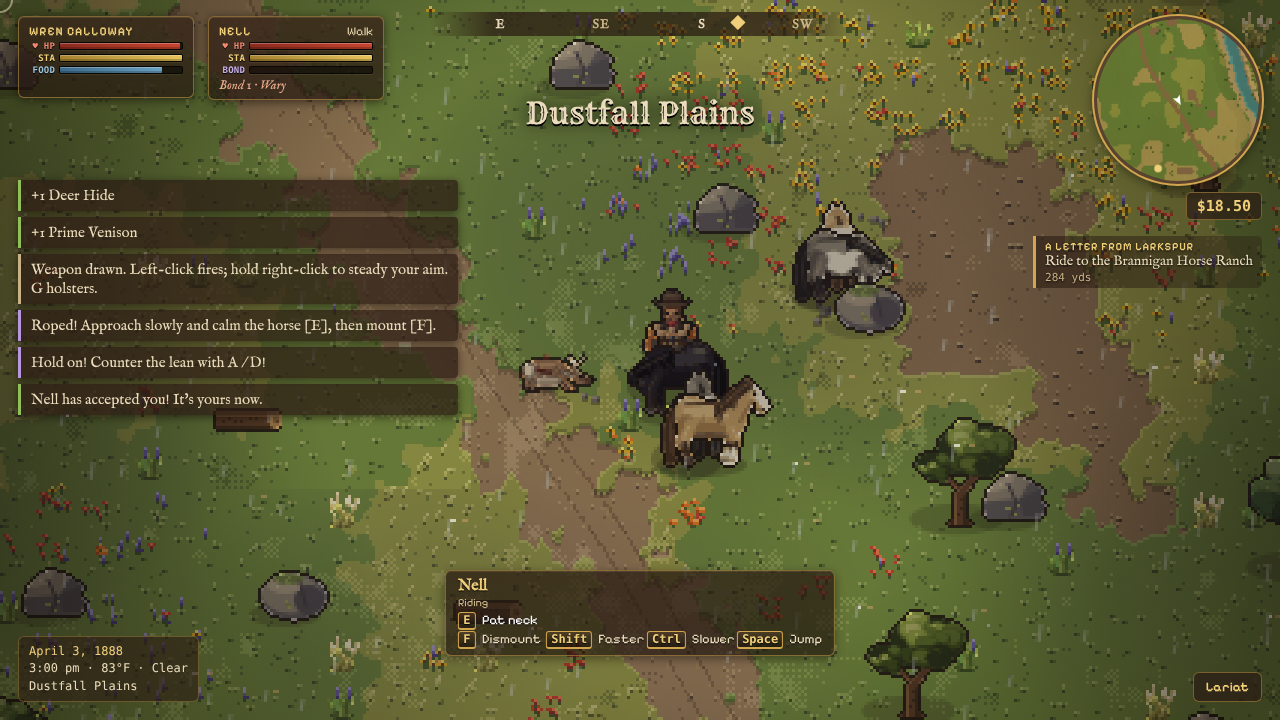 E SE S SW
WREN CALLOWAY
♥ HP
STA
FOOD
NELL Walk
♥ HP
STA
BOND
Bond 1 · Wary
Dustfall Plains
+1 Deer Hide
+1 Prime Venison
Weapon drawn. Left-click fires; hold right-click to steady your aim.
G holsters.
Roped! Approach slowly and calm the horse [E], then mount [F].
Hold on! Counter the lean with A/D!
Nell has accepted you! It's yours now.
$18.50
A LETTER FROM LARKSPUR
Ride to the Brannigan Horse Ranch
284 yds
Nell
Riding
E Pat neck
F Dismount Shift Faster Ctrl Slower Space Jump
April 3, 1888
3:00 pm · 83°F · Clear
Dustfall Plains
Lariat